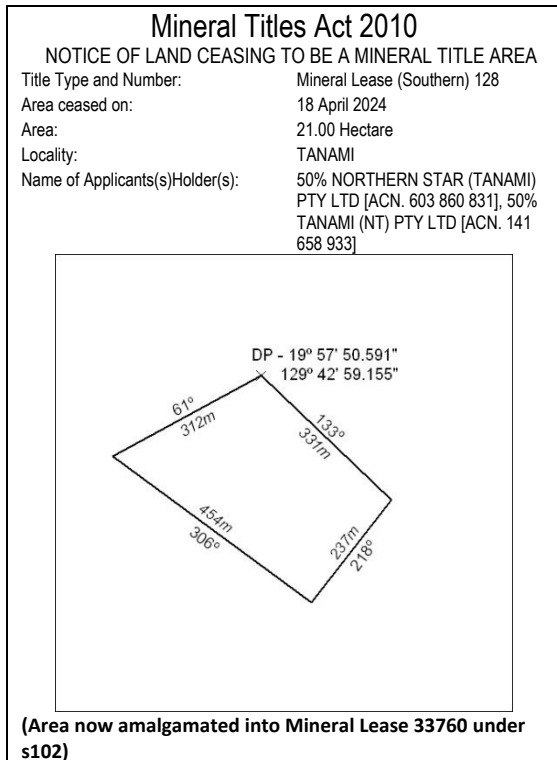 Mineral Titles Act 2010
NOTICE OF LAND CEASING TO BE A MINERAL TITLE AREA
Title Type and Number: Mineral Lease (Southern) 128
Area ceased on: 18 April 2024
Area: 21.00 Hectare
Locality: TANAMI
Name of Applicants(s)Holder(s): 50% NORTHERN STAR (TANAMI)
PTY LTD [ACN. 603 860 831], 50%
TANAMI (NT) PTY LTD [ACN. 141
658 933]
DP - 19º 57' 50.591"
129º 42' 59.155"
61º
312m
133º
331m
454m
306º
237m
218º
(Area now amalgamated into Mineral Lease 33760 under
s102)